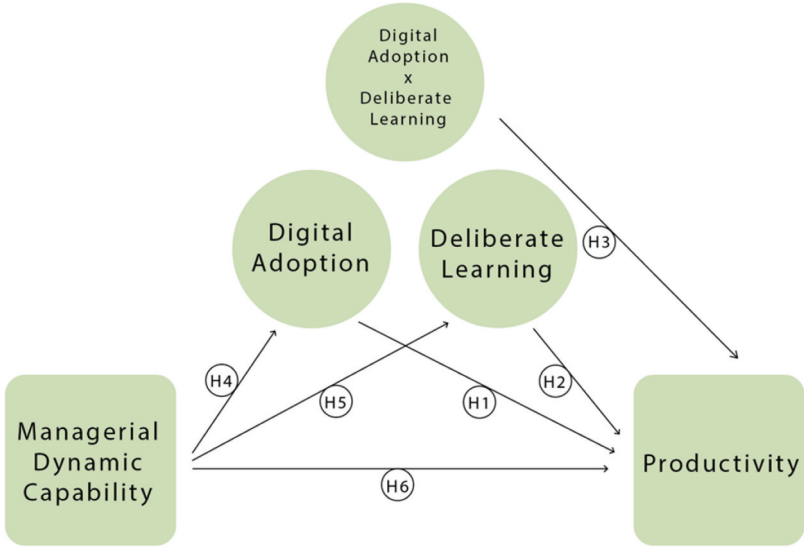 Digital
Adoption
x
Deliberate
Learning
Digital
Adoption
Deliberate
Learning
H3
H4
H5
H1
H2
Managerial
Dynamic
Capability
Productivity
H6